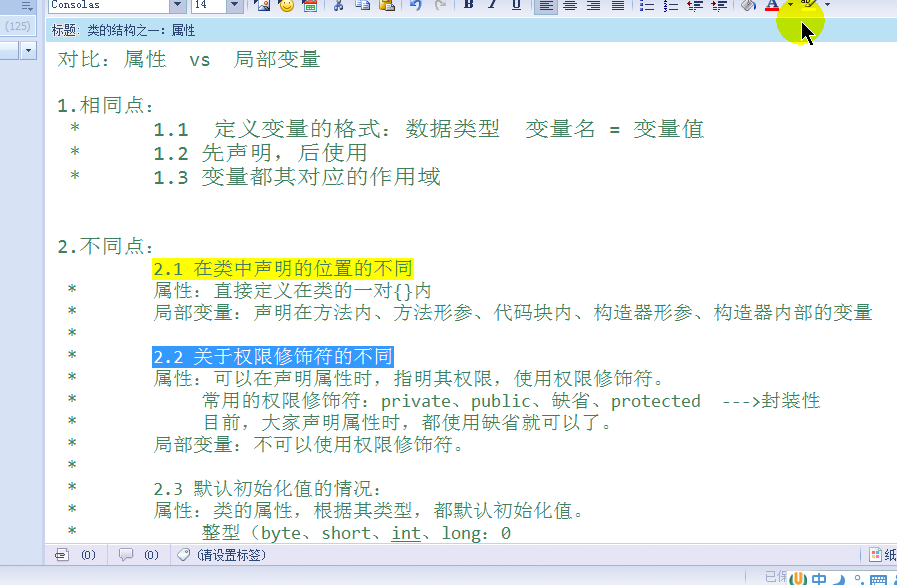 Consolas 14 B I U A ab
(125)
标题: 类的结构之一: 属性
对比: 属性 vs 局部变量
1.相同点:
* 1.1 定义变量的格式: 数据类型 变量名 = 变量值
* 1.2 先声明, 后使用
* 1.3 变量都其对应的作用域
2.不同点:
2.1 在类中声明的位置的不同
* 属性: 直接定义在类的一对{}内
* 局部变量: 声明在方法内、方法形参、代码块内、构造器形参、构造器内部的变量
*
* 2.2 关于权限修饰符的不同
* 属性: 可以在声明属性时, 指明其权限, 使用权限修饰符。
* 常用的权限修饰符: private、public、缺省、protected --->封装性
* 目前, 大家声明属性时, 都使用缺省就可以了。
* 局部变量: 不可以使用权限修饰符。
*
* 2.3 默认初始化值的情况:
* 属性: 类的属性, 根据其类型, 都默认初始化值。
* 整型（byte、short、int、long: 0
(0) (0) (请设置标签) 纸
已保 中